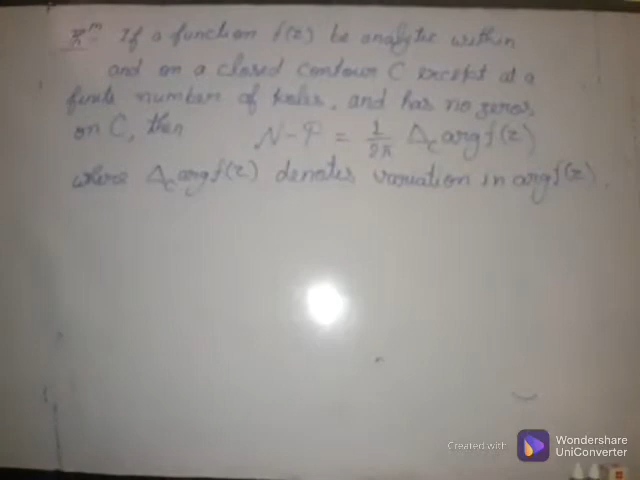 Th^m If a function f(z) be analytic within
and on a closed contour C except at a
finite number of poles, and has no zeros
on C, then N-P = 1/2π Δ_C arg f(z)
where Δ_C arg f(z) denotes variation in arg f(z).
Created with Wondershare
UniConverter